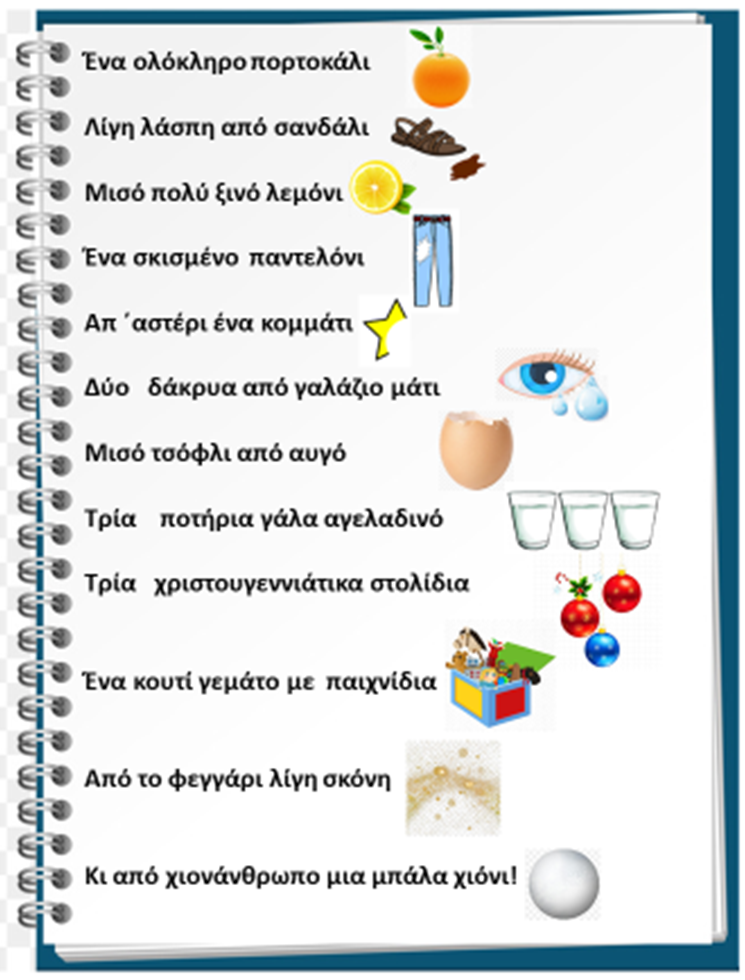 Ένα ολόκληρο πορτοκάλι
Λίγη λάσπη από σανδάλι
Μισό πολύ ξινό λεμόνι
Ένα σκισμένο παντελόνι
Απ ΄αστέρι ένα κομμάτι
Δύο δάκρυα από γαλάζιο μάτι
Μισό τσόφλι από αυγό
Τρία ποτήρια γάλα αγελαδινό
Τρία χριστουγεννιάτικα στολίδια
Ένα κουτί γεμάτο με παιχνίδια
Από το φεγγάρι λίγη σκόνη
Κι από χιονάνθρωπο μια μπάλα χιόνι!